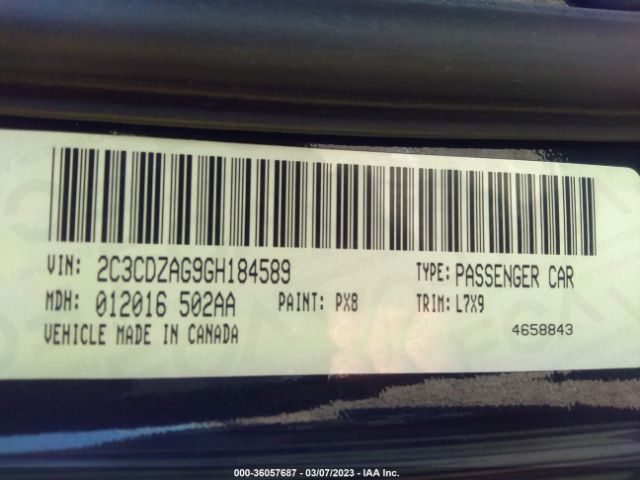 VIN: 2C3CDZAG9GH184589 TYPE: PASSENGER CAR
MDH: 012016 502AA PAINT: PX8 TRIM: L7X9
VEHICLE MADE IN CANADA 4658843
000-36057687 - 03/07/2023 - IAA Inc.